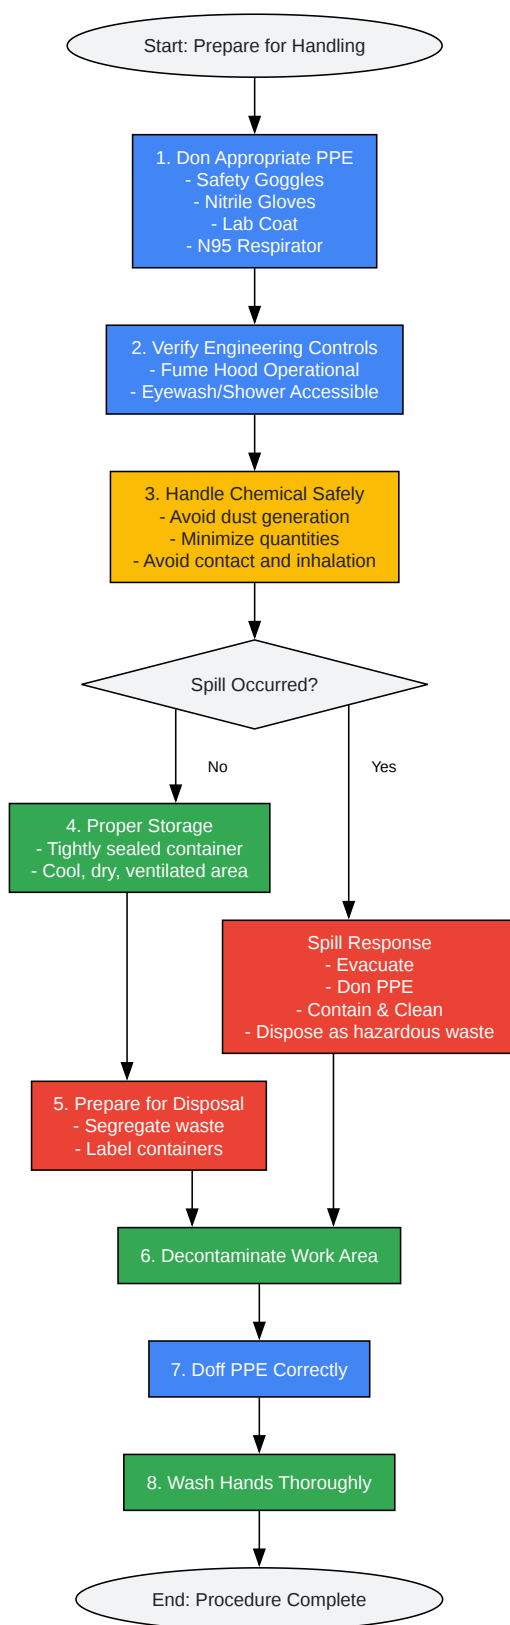 Start: Prepare for Handling
1. Don Appropriate PPE
- Safety Goggles
- Nitrile Gloves
- Lab Coat
- N95 Respirator
2. Verify Engineering Controls
- Fume Hood Operational
- Eyewash/Shower Accessible
3. Handle Chemical Safely
- Avoid dust generation
- Minimize quantities
- Avoid contact and inhalation
Spill Occurred?
No
Yes
4. Proper Storage
- Tightly sealed container
- Cool, dry, ventilated area
Spill Response
- Evacuate
- Don PPE
- Contain & Clean
- Dispose as hazardous waste
5. Prepare for Disposal
- Segregate waste
- Label containers
6. Decontaminate Work Area
7. Doff PPE Correctly
8. Wash Hands Thoroughly
End: Procedure Complete